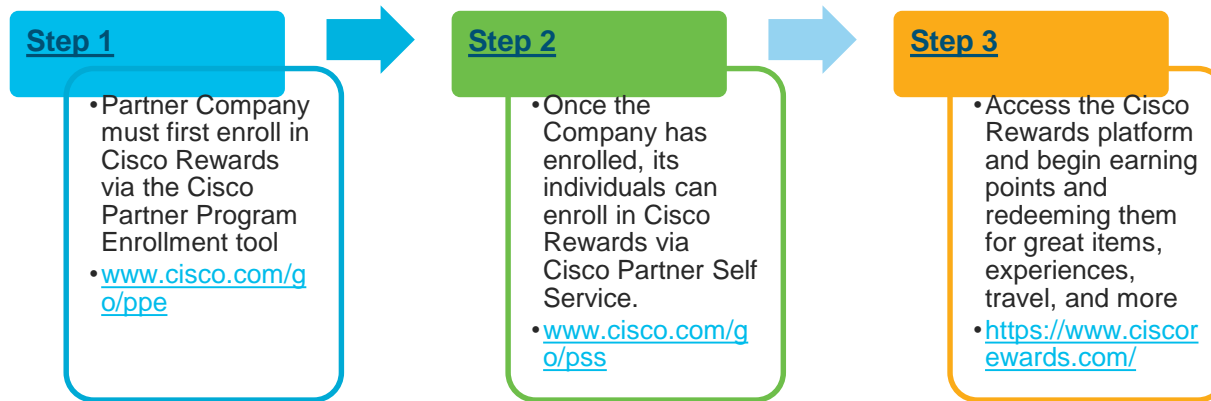 Step 1
•Partner Company
must first enroll in
Cisco Rewards
via the Cisco
Partner Program
Enrollment tool
•www.cisco.com/g
o/ppe
Step 2
•Once the
Company has
enrolled, its
individuals can
enroll in Cisco
Rewards via
Cisco Partner Self
Service.
•www.cisco.com/g
o/pss
Step 3
•Access the Cisco
Rewards platform
and begin earning
points and
redeeming them
for great items,
experiences,
travel, and more
•https://www.ciscor
ewards.com/